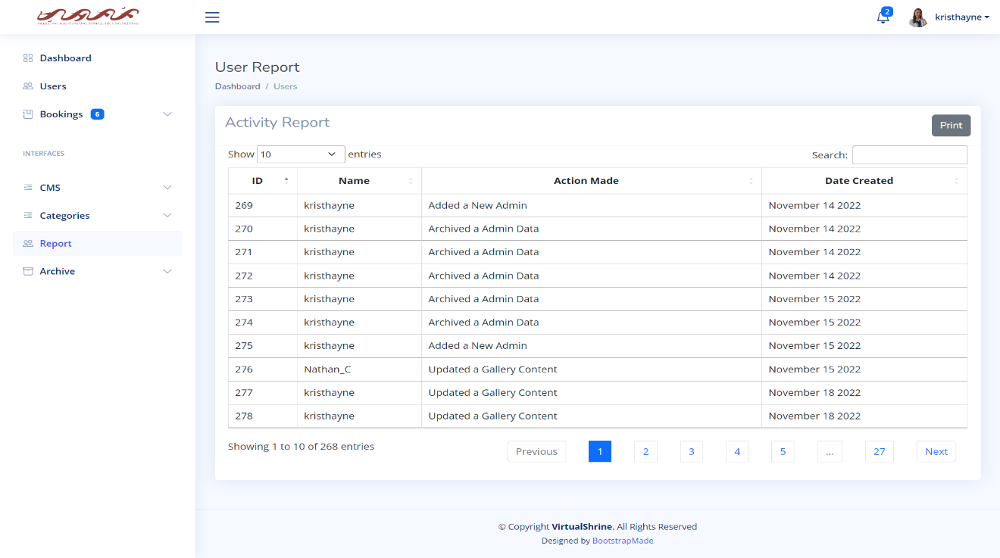 2
kristhayne
Dashboard
Users
Bookings 6
INTERFACES
CMS
Categories
Report
Archive
User Report
Dashboard / Users
Activity Report
Print
Show 10 entries
Search:
ID Name Action Made Date Created
269 kristhayne Added a New Admin November 14 2022
270 kristhayne Archived a Admin Data November 14 2022
271 kristhayne Archived a Admin Data November 14 2022
272 kristhayne Archived a Admin Data November 14 2022
273 kristhayne Archived a Admin Data November 15 2022
274 kristhayne Archived a Admin Data November 15 2022
275 kristhayne Added a New Admin November 15 2022
276 Nathan_C Updated a Gallery Content November 15 2022
277 kristhayne Updated a Gallery Content November 18 2022
278 kristhayne Updated a Gallery Content November 18 2022
Showing 1 to 10 of 268 entries
Previous 1 2 3 4 5 ... 27 Next
© Copyright VirtualShrine. All Rights Reserved
Designed by BootstrapMade